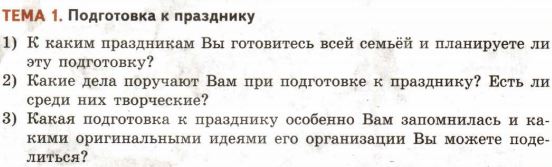 ТЕМА 1. Подготовка к празднику
1) К каким праздникам Вы готовитесь всей семьёй и планируете ли
эту подготовку?
2) Какие дела поручают Вам при подготовке к празднику? Есть ли
среди них творческие?
3) Какая подготовка к празднику особенно Вам запомнилась и ка-
кими оригинальными идеями его организации Вы можете поде-
литься?